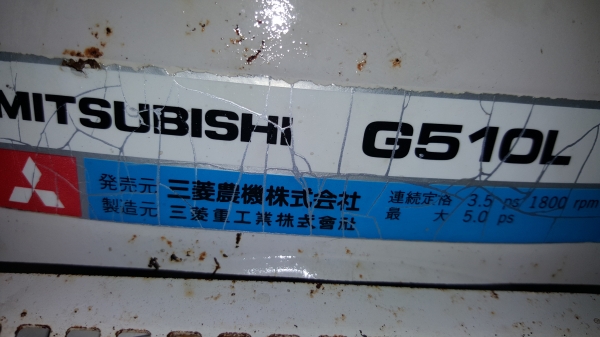 MITSUBISHI G510L
発売元 三菱農機株式会社 連続定格 3.5 ps 1800 rpm
製造元 三菱重工業株式會社 最大 5.0 ps